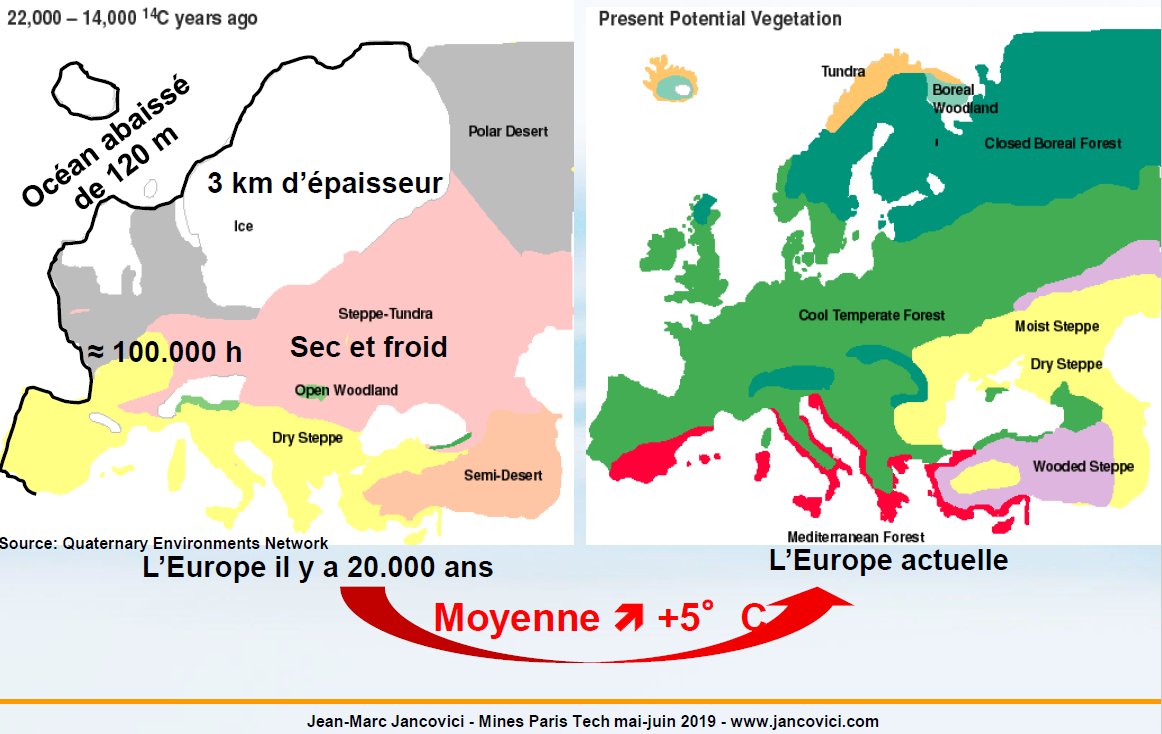 22,000 – 14,000 ¹⁴C years ago
Océan abaissé
de 120 m
Polar Desert
3 km d'épaisseur
Ice
Steppe-Tundra
≈ 100.000 h
Sec et froid
Open Woodland
Dry Steppe
Semi-Desert
Source: Quaternary Environments Network
L'Europe il y a 20.000 ans
Present Potential Vegetation
Tundra
Boreal
Woodland
Closed Boreal Forest
Cool Temperate Forest
Moist Steppe
Dry Steppe
Wooded Steppe
Mediterranean Forest
L'Europe actuelle
Moyenne ↗ +5° C
Jean-Marc Jancovici - Mines Paris Tech mai-juin 2019 - www.jancovici.com